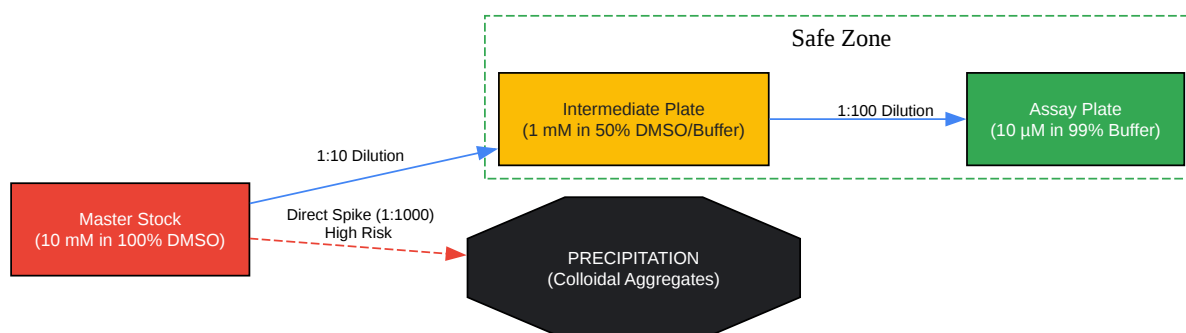 Safe Zone
Intermediate Plate
(1 mM in 50% DMSO/Buffer)
1:100 Dilution
Assay Plate
(10 µM in 99% Buffer)
1:10 Dilution
Master Stock
(10 mM in 100% DMSO)
Direct Spike (1:1000)
High Risk
PRECIPITATION
(Colloidal Aggregates)